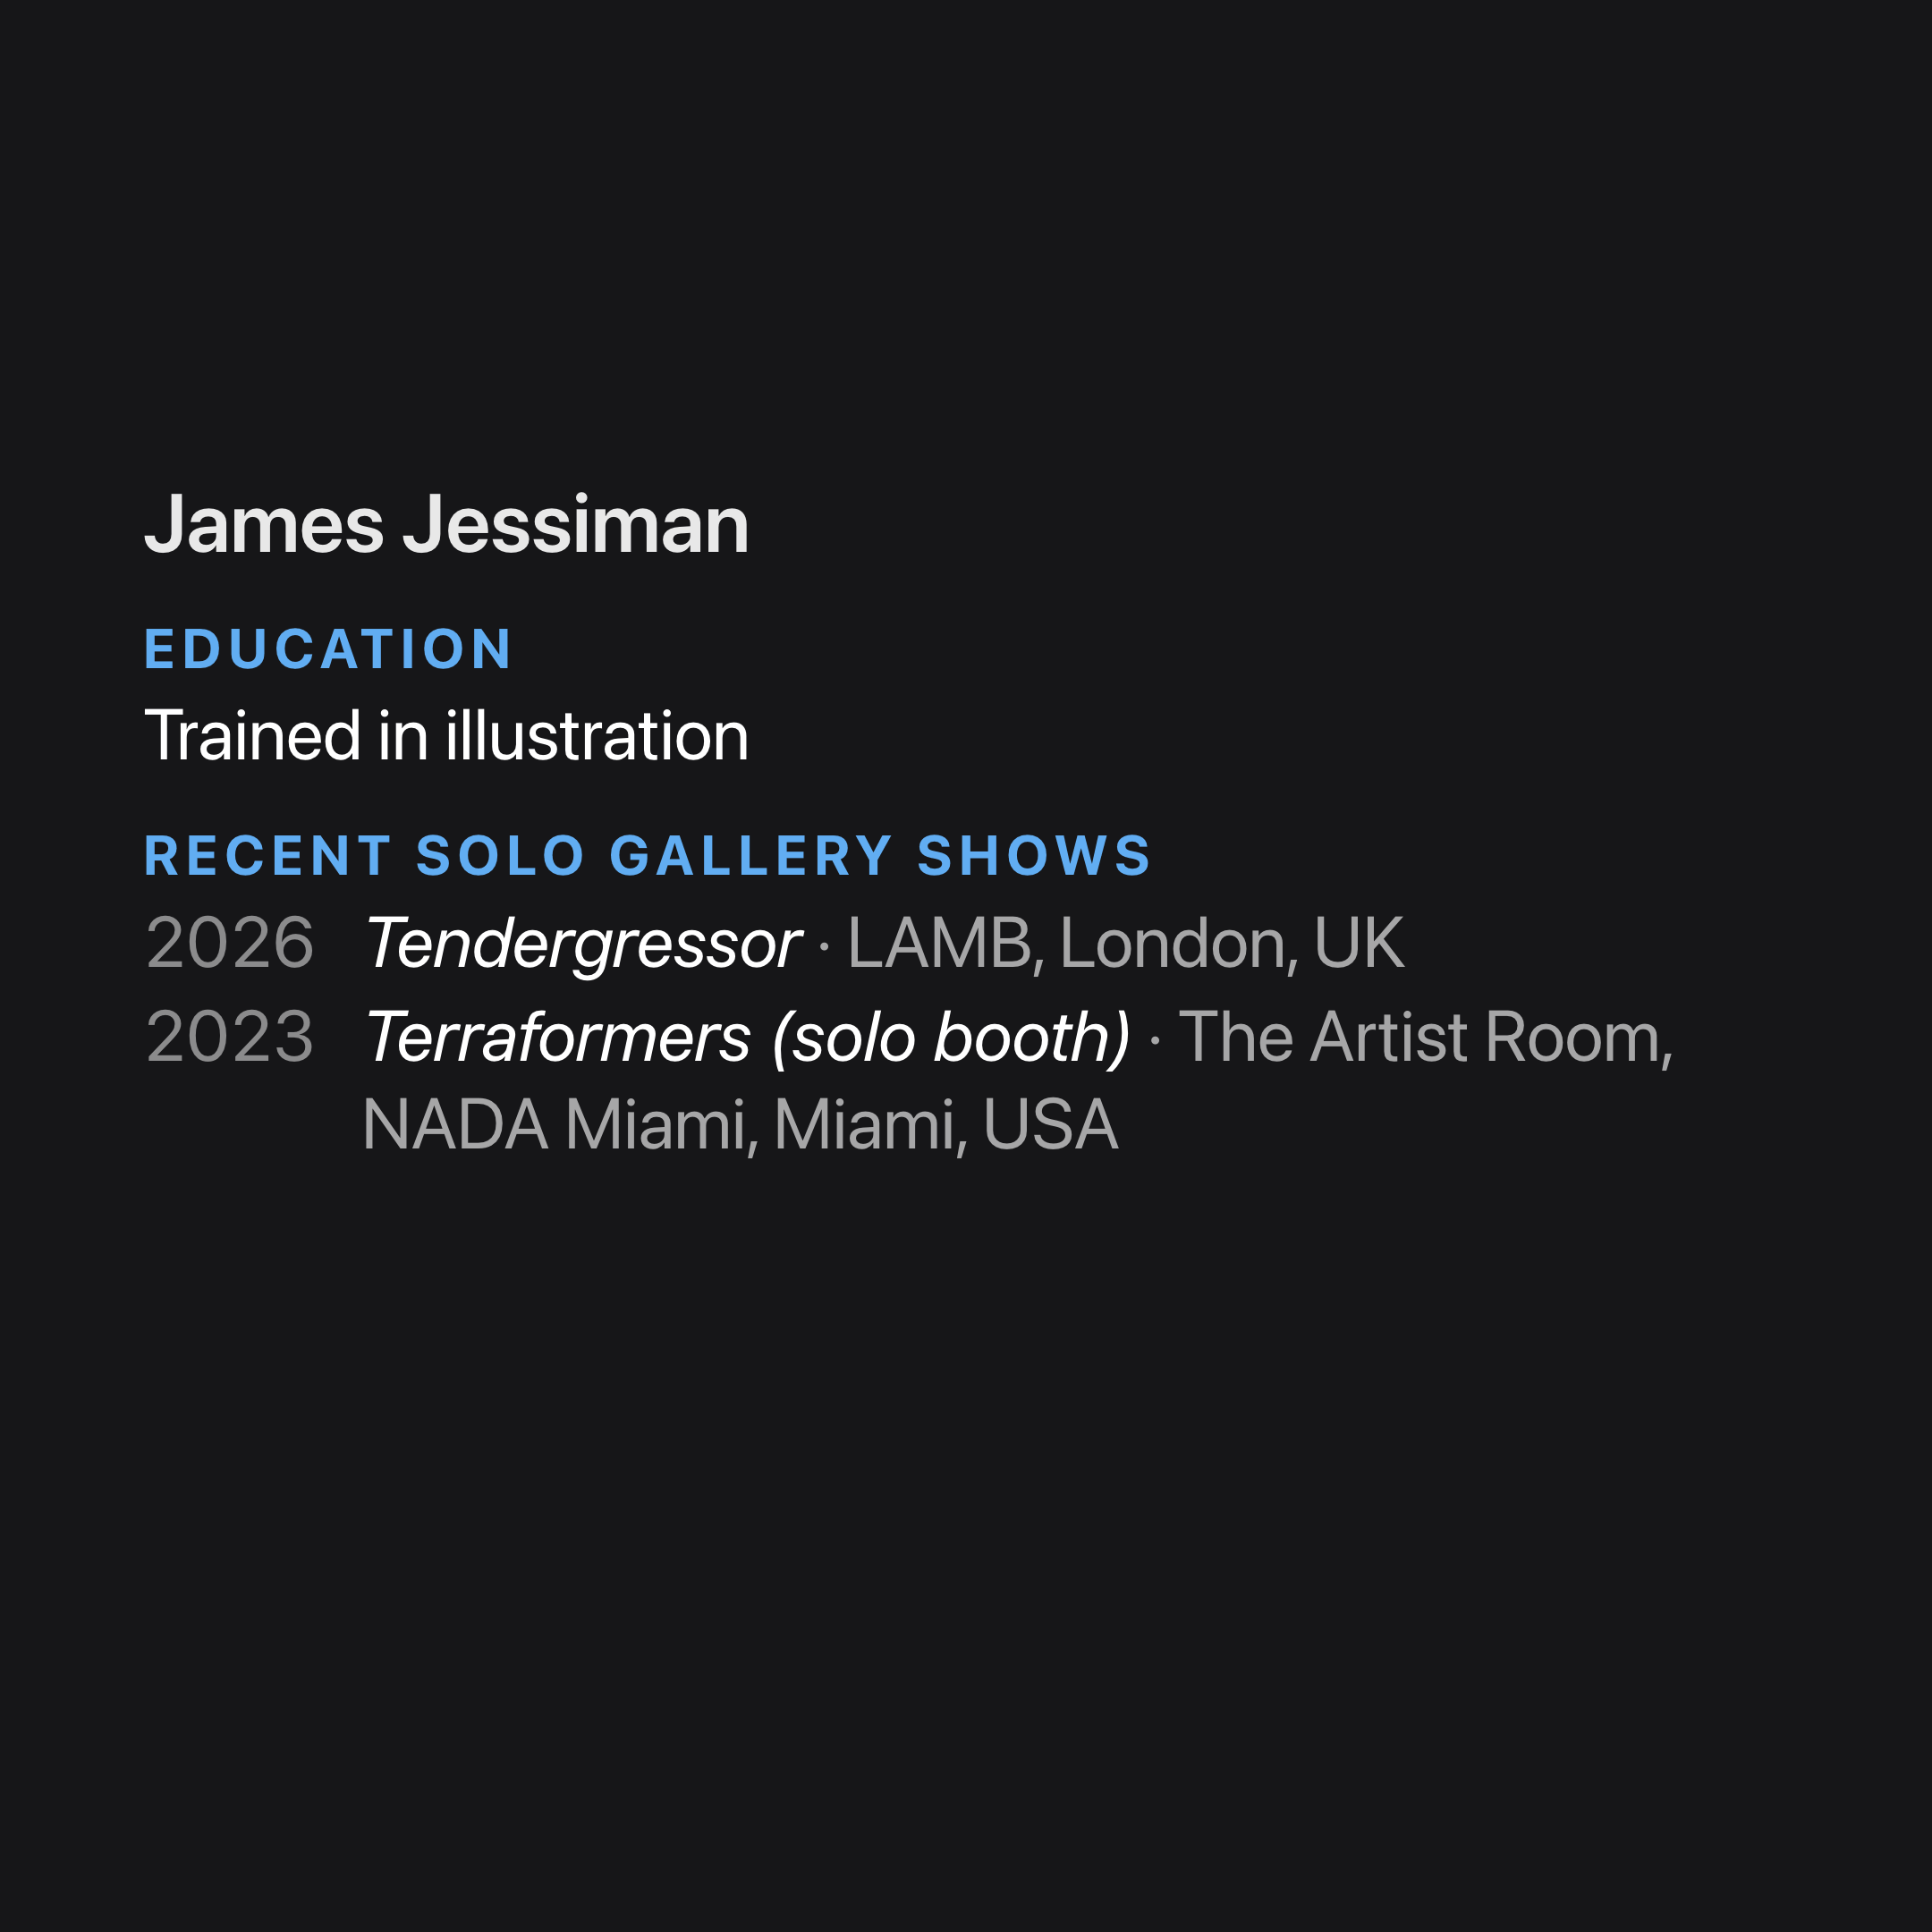 James Jessiman
EDUCATION
Trained in illustration
RECENT SOLO GALLERY SHOWS
2026 Tendergressor · LAMB, London, UK
2023 Terraformers (solo booth) · The Artist Room,
NADA Miami, Miami, USA